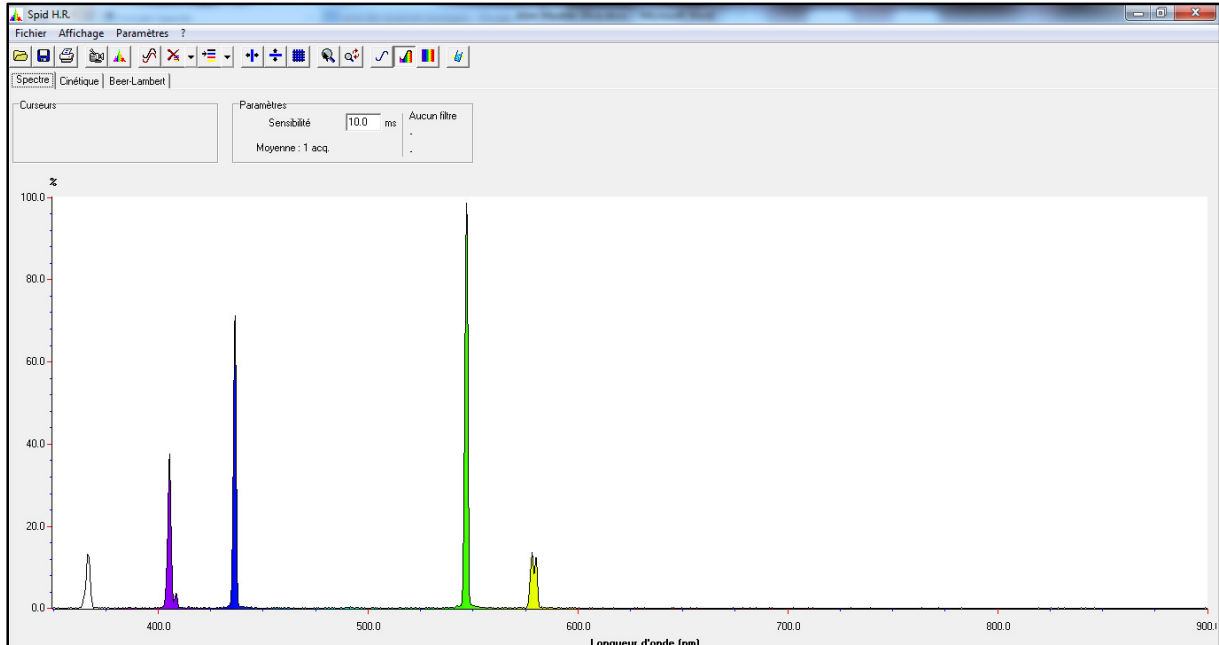 Spid H.R.
Fichier Affichage Paramètres ?
Spectre Cinétique Beer-Lambert
Curseurs
Paramètres
Sensibilité 10.0 ms
Aucun filtre
-
Moyenne : 1 acq.
-
%
100.0
80.0
60.0
40.0
20.0
0.0
400.0 500.0 600.0 700.0 800.0 900.0
Longueur d'onde (nm)